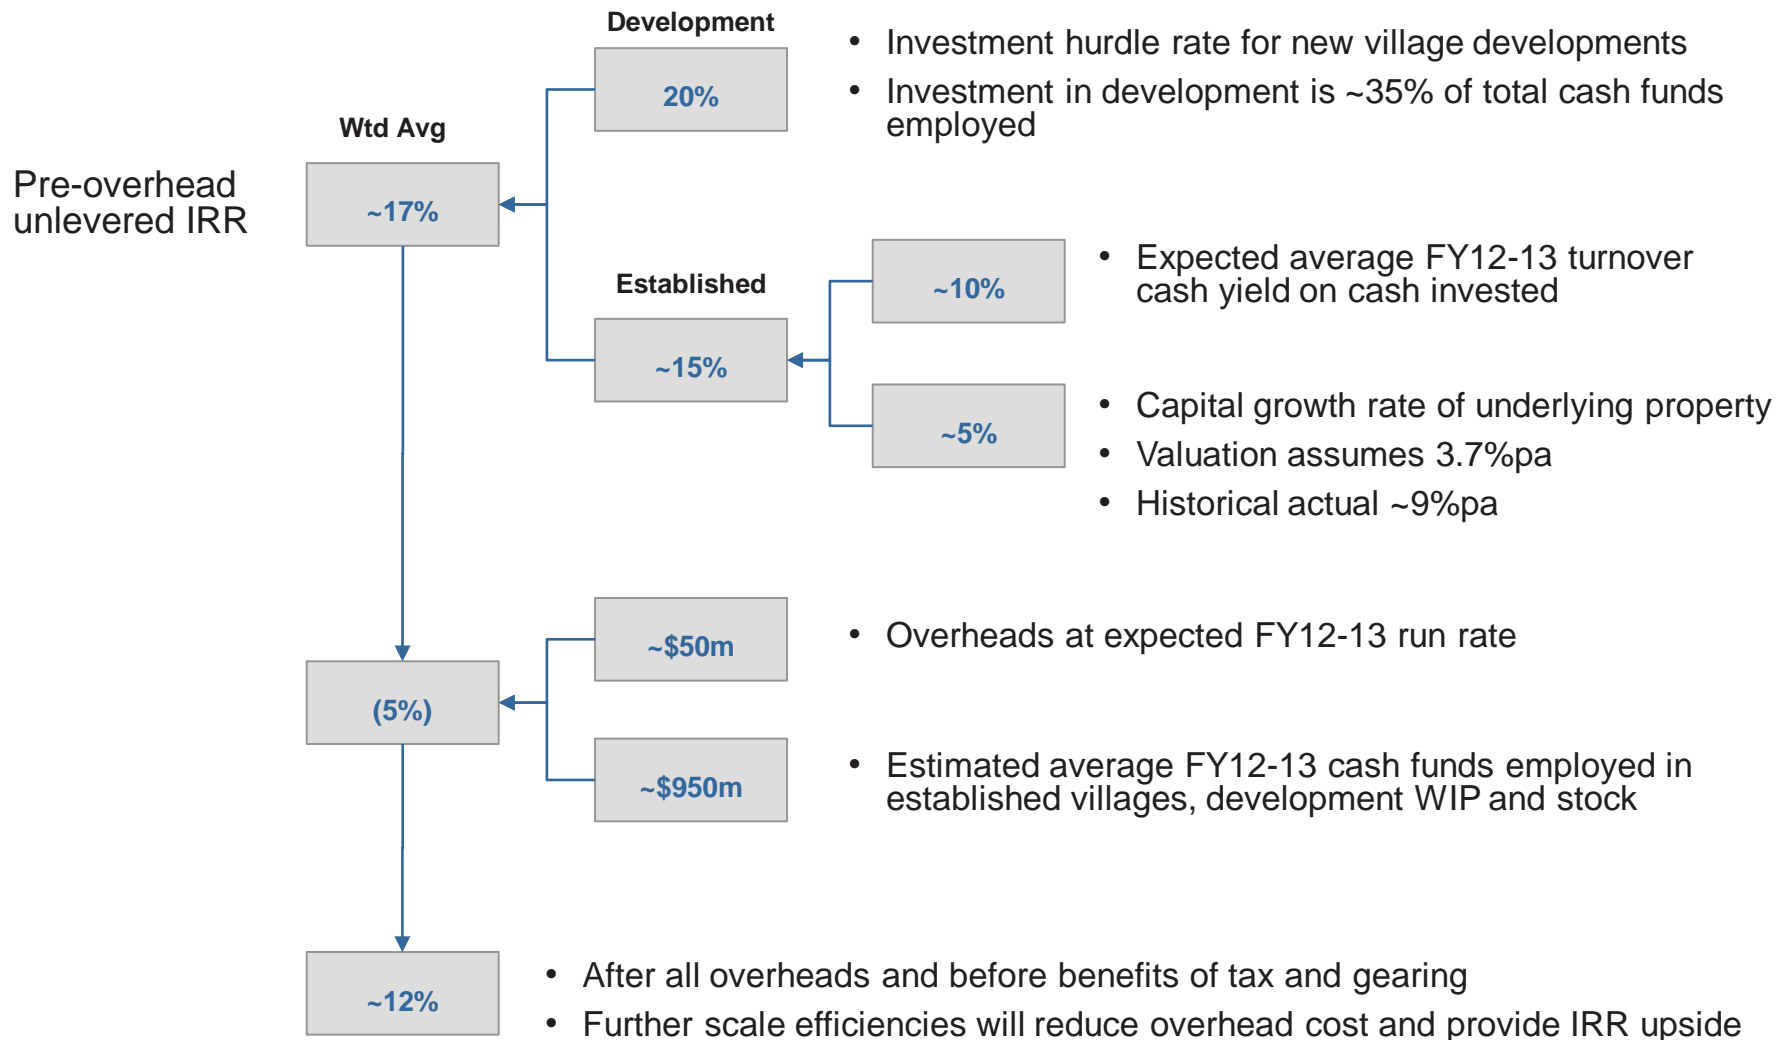 Development
20%
• Investment hurdle rate for new village developments
• Investment in development is ~35% of total cash funds
employed
Wtd Avg
Pre-overhead
unlevered IRR
~17%
Established
~15%
~10%
• Expected average FY12-13 turnover
cash yield on cash invested
~5%
• Capital growth rate of underlying property
• Valuation assumes 3.7%pa
• Historical actual ~9%pa
~$50m
• Overheads at expected FY12-13 run rate
(5%)
~$950m
• Estimated average FY12-13 cash funds employed in
established villages, development WIP and stock
~12%
• After all overheads and before benefits of tax and gearing
• Further scale efficiencies will reduce overhead cost and provide IRR upside